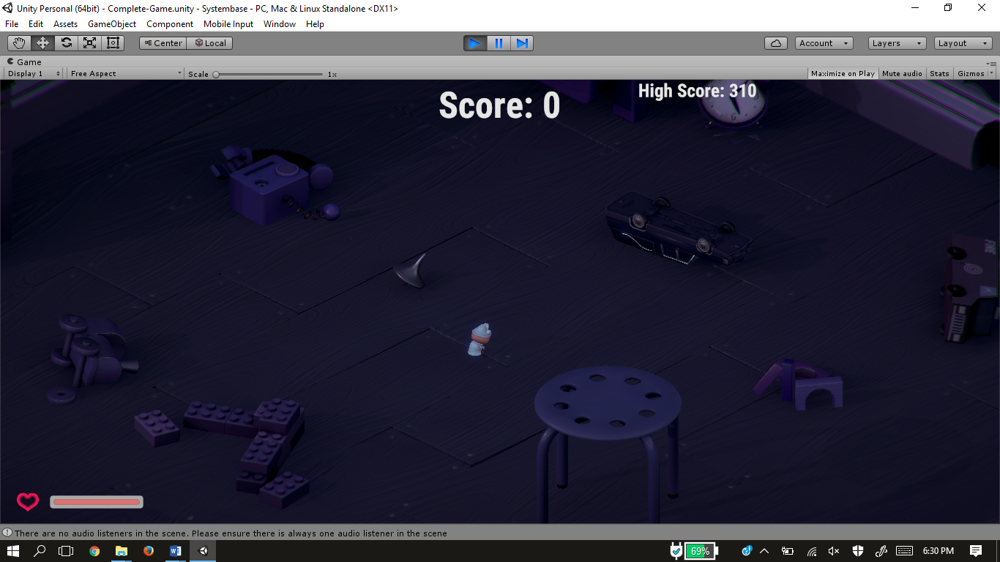 Unity Personal (64bit) - Complete-Game.unity - Systembase - PC, Mac & Linux Standalone <DX11>
File Edit Assets GameObject Component Mobile Input Window Help
Center Local Account Layers Layout
Game
Display 1 Free Aspect Scale 1x Maximize on Play Mute audio Stats Gizmos
Score: 0
High Score: 310
FIRE
There are no audio listeners in the scene. Please ensure there is always one audio listener in the scene
69% 6:30 PM